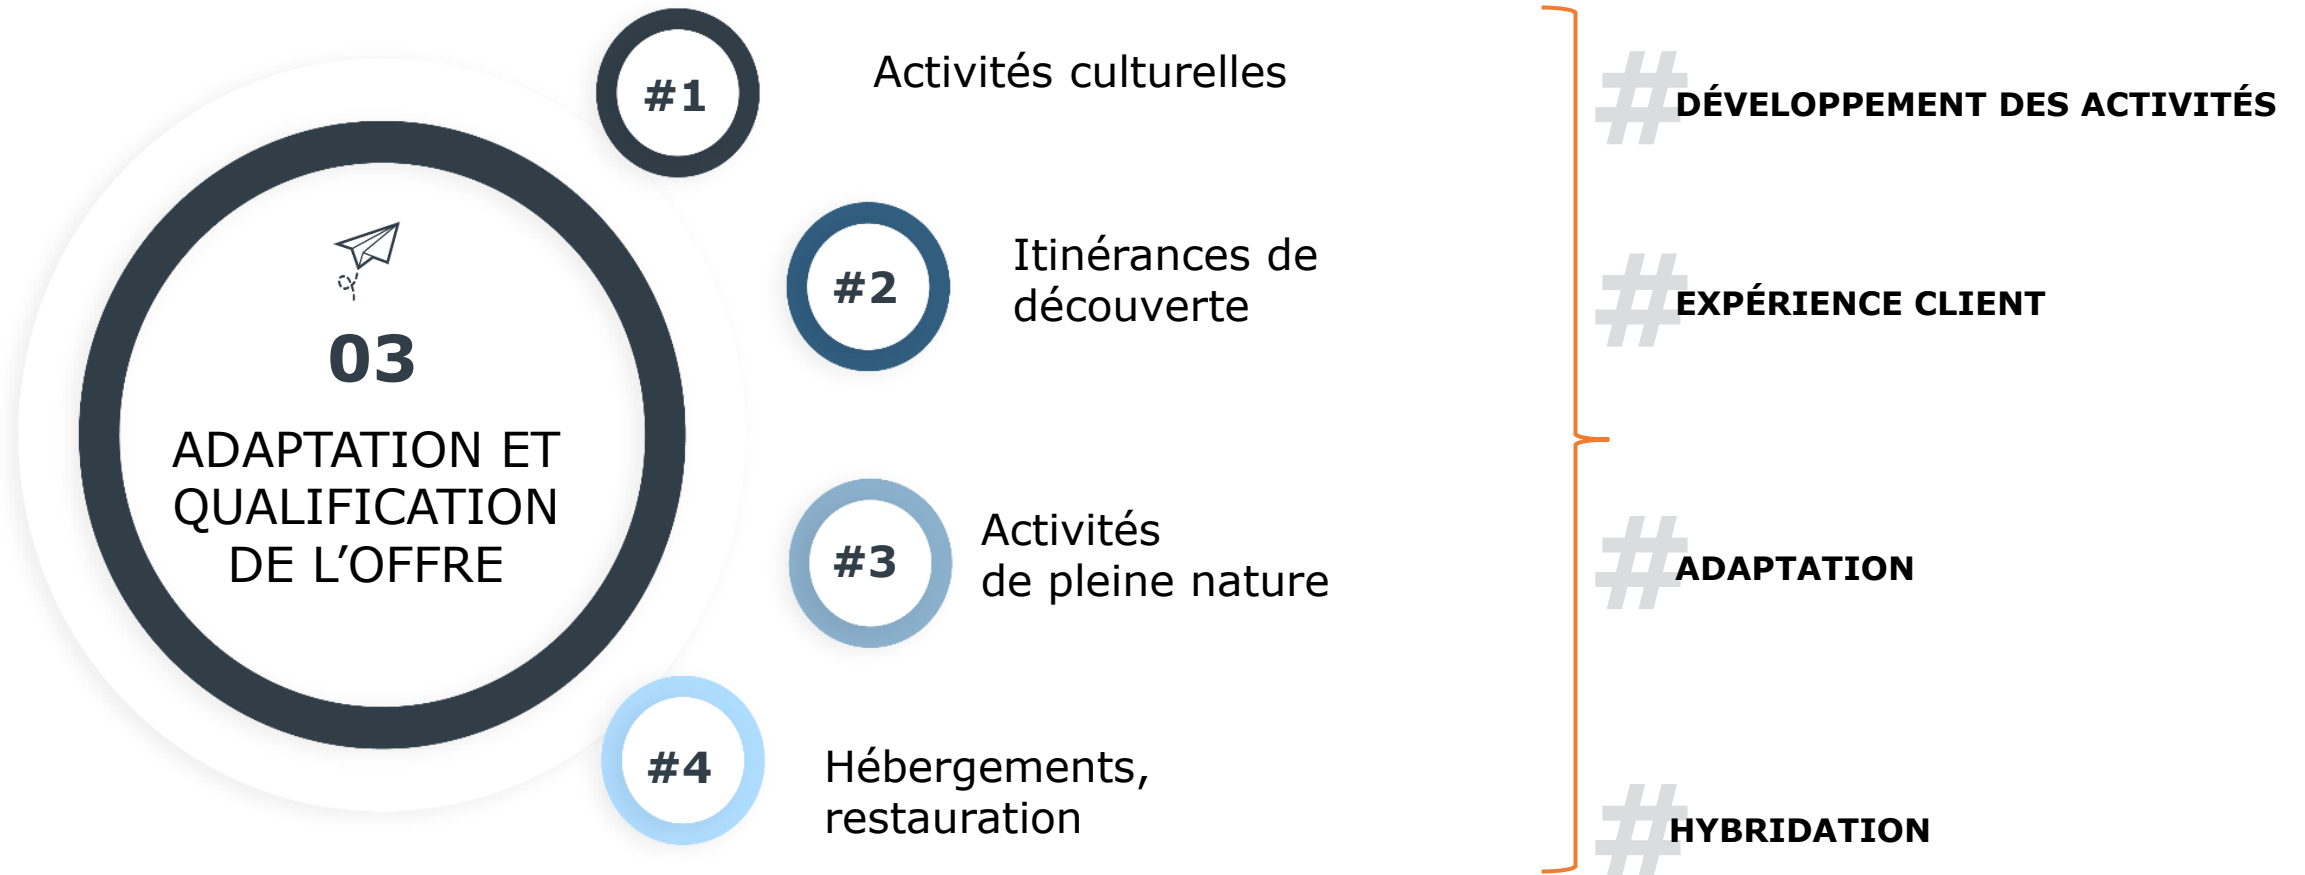 03
ADAPTATION ET
QUALIFICATION
DE L’OFFRE
#1
Activités culturelles
#2
Itinérances de
découverte
#3
Activités
de pleine nature
#4
Hébergements,
restauration
# DÉVELOPPEMENT DES ACTIVITÉS
# EXPÉRIENCE CLIENT
# ADAPTATION
# HYBRIDATION